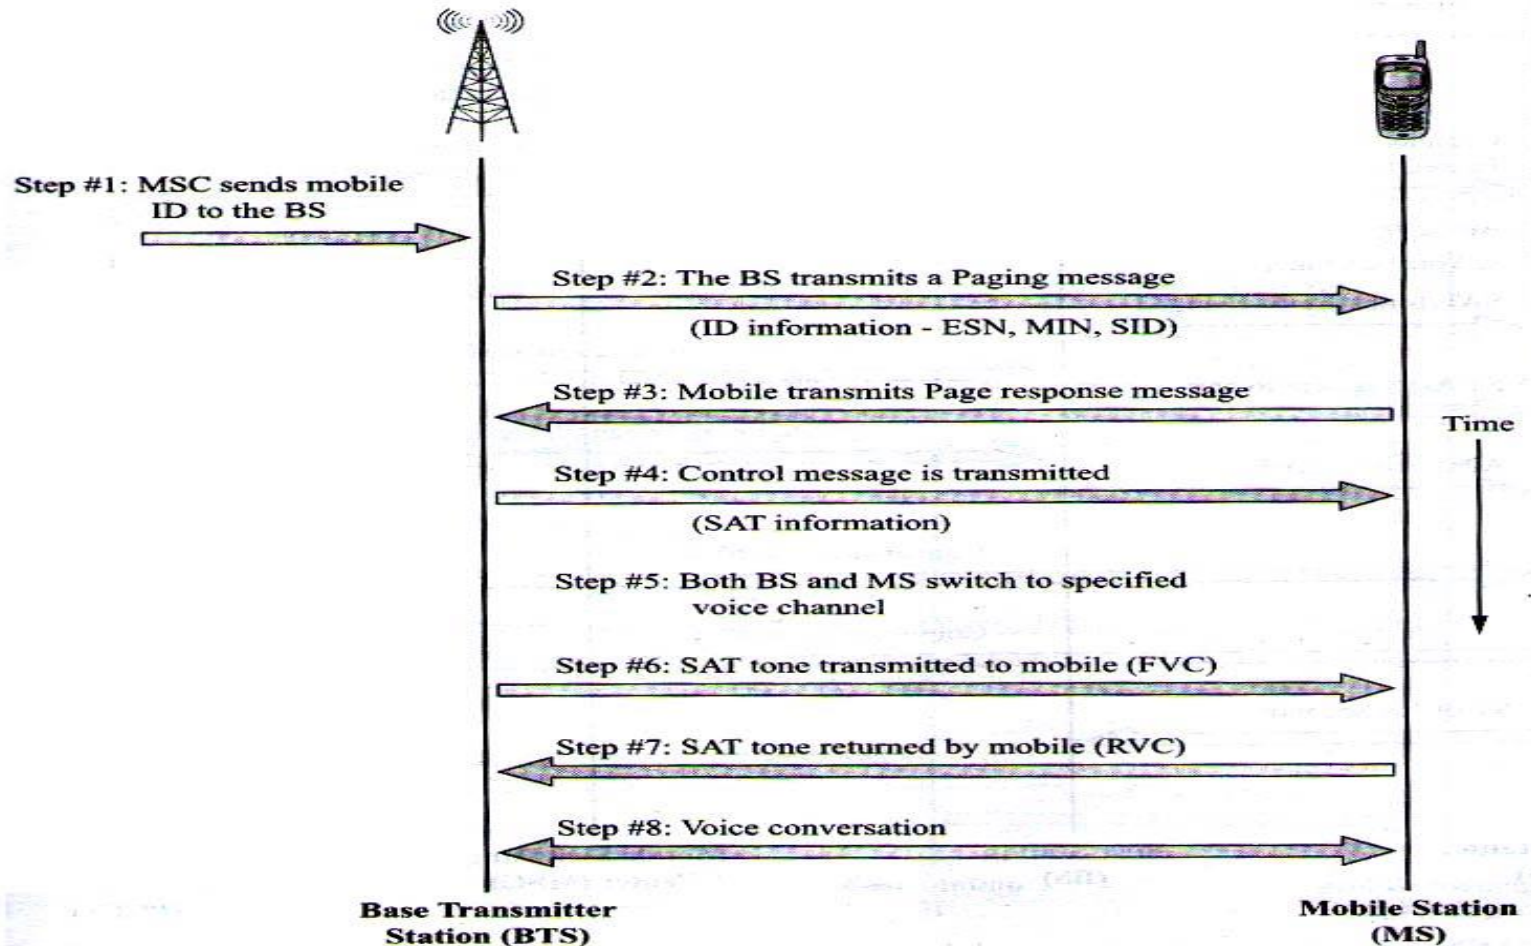 Step #1: MSC sends mobile
ID to the BS
Step #2: The BS transmits a Paging message
(ID information - ESN, MIN, SID)
Step #3: Mobile transmits Page response message
Time
Step #4: Control message is transmitted
(SAT information)
Step #5: Both BS and MS switch to specified
voice channel
Step #6: SAT tone transmitted to mobile (FVC)
Step #7: SAT tone returned by mobile (RVC)
Step #8: Voice conversation
Base Transmitter
Station (BTS)
Mobile Station
(MS)